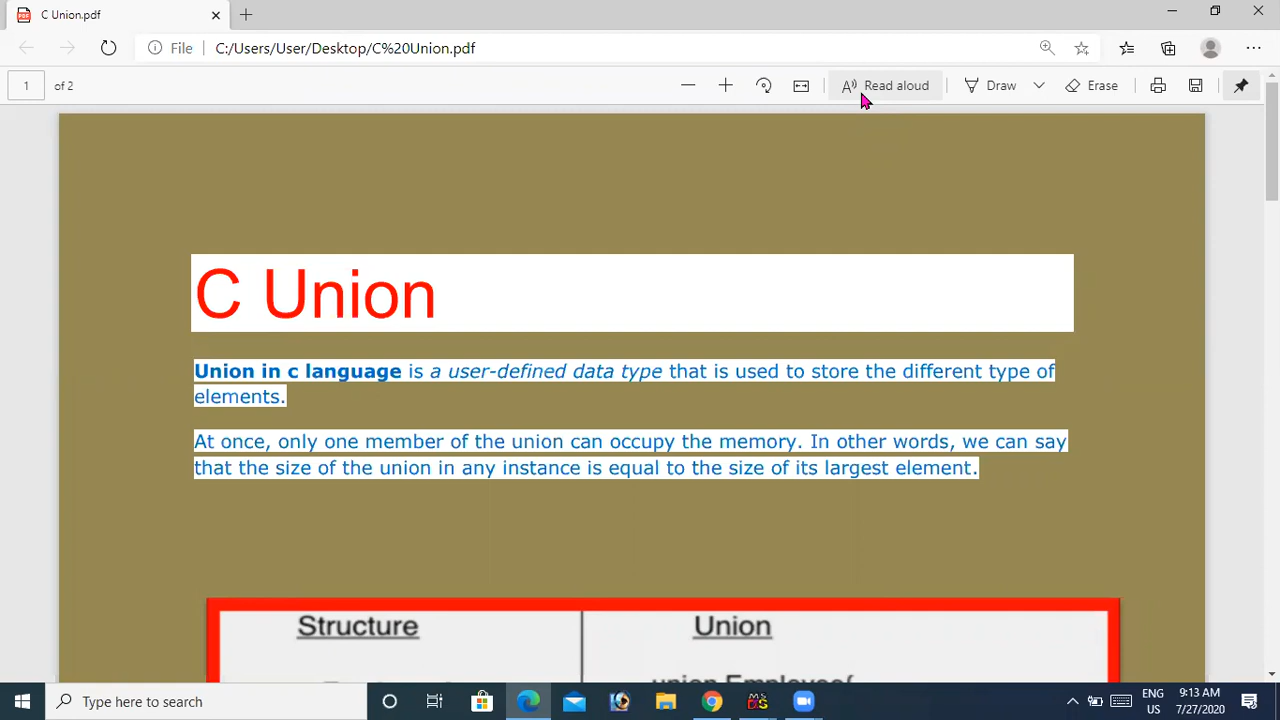 C Union.pdf
File
C:/Users/User/Desktop/C%20Union.pdf
1
of 2
Read aloud
Draw
Erase
C Union
Union in c language is a user-defined data type that is used to store the different type of
elements.
At once, only one member of the union can occupy the memory. In other words, we can say
that the size of the union in any instance is equal to the size of its largest element.
Structure
Union
union Employee{
Type here to search
ENG
US
9:13 AM
7/27/2020